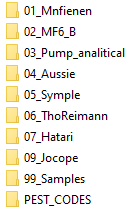 01_Mnfienen
02_MF6_B
03_Pump_analitical
04_Aussie
05_Symple
06_ThoReimann
07_Hatari
09_Jocope
99_Samples
PEST_CODES